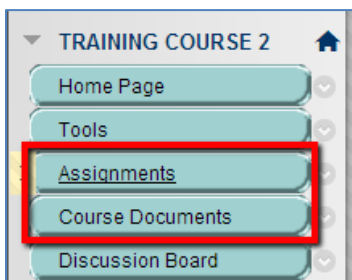 TRAINING COURSE 2
Home Page
Tools
Assignments
Course Documents
Discussion Board